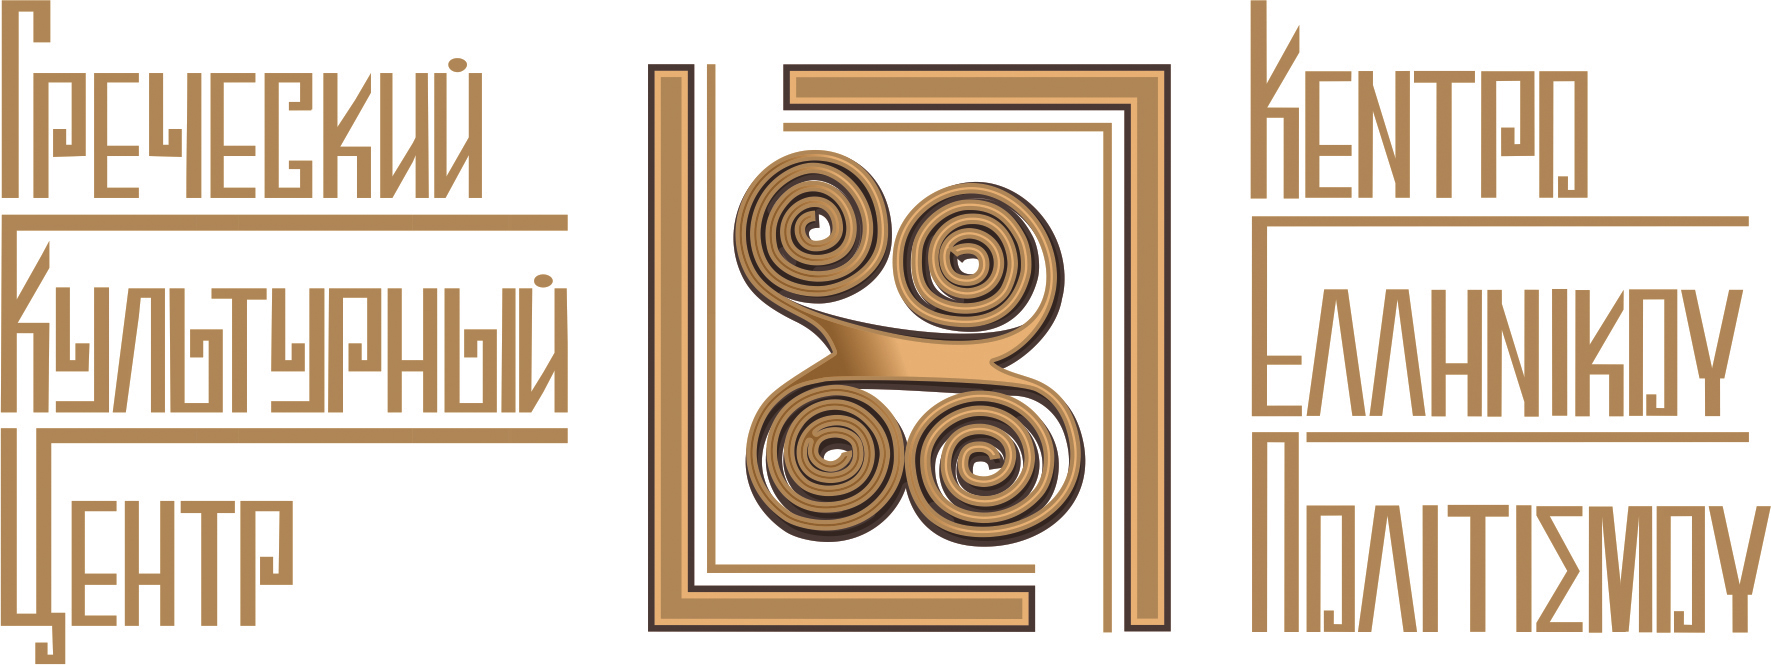 Греческий
Культурный
Центр
Κεντρο
Ελληνικου
Πολιτισμου